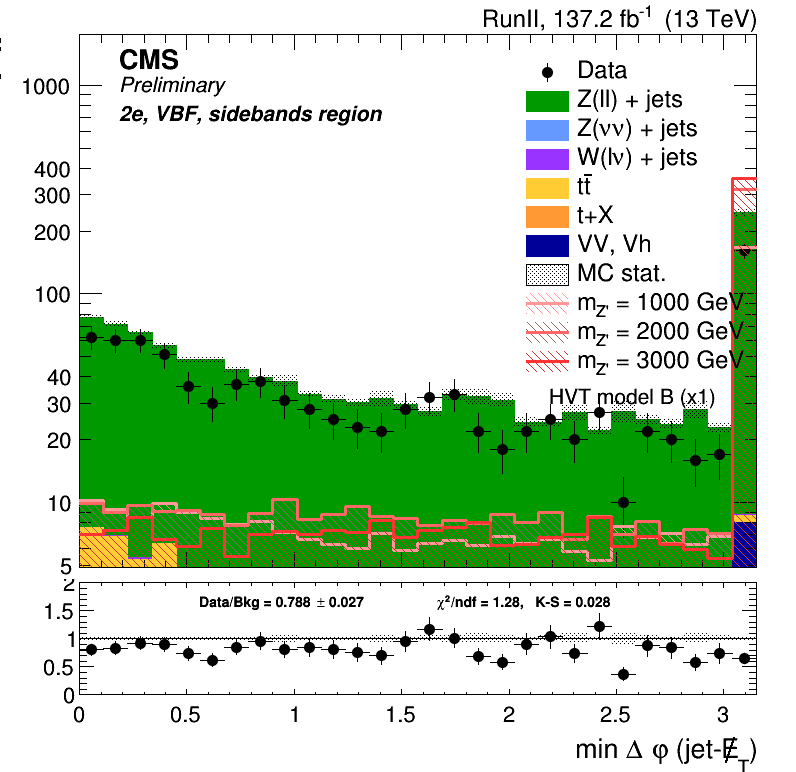 RunII, 137.2 fb⁻¹ (13 TeV)
CMS
Preliminary
2e, VBF, sidebands region
Data
Z(ll) + jets
Z(νν) + jets
W(lν) + jets
tt̄
t+X
VV, Vh
MC stat.
m_Z' = 1000 GeV
m_Z' = 2000 GeV
m_Z' = 3000 GeV
HVT model B (x1)
1000
400
300
200
100
40
30
20
10
5
Data/Bkg = 0.788 ± 0.027
χ²/ndf = 1.28, K-S = 0.028
2
1.5
1
0.5
0
0 0.5 1 1.5 2 2.5 3
min Δ φ (jet-E̸_T)